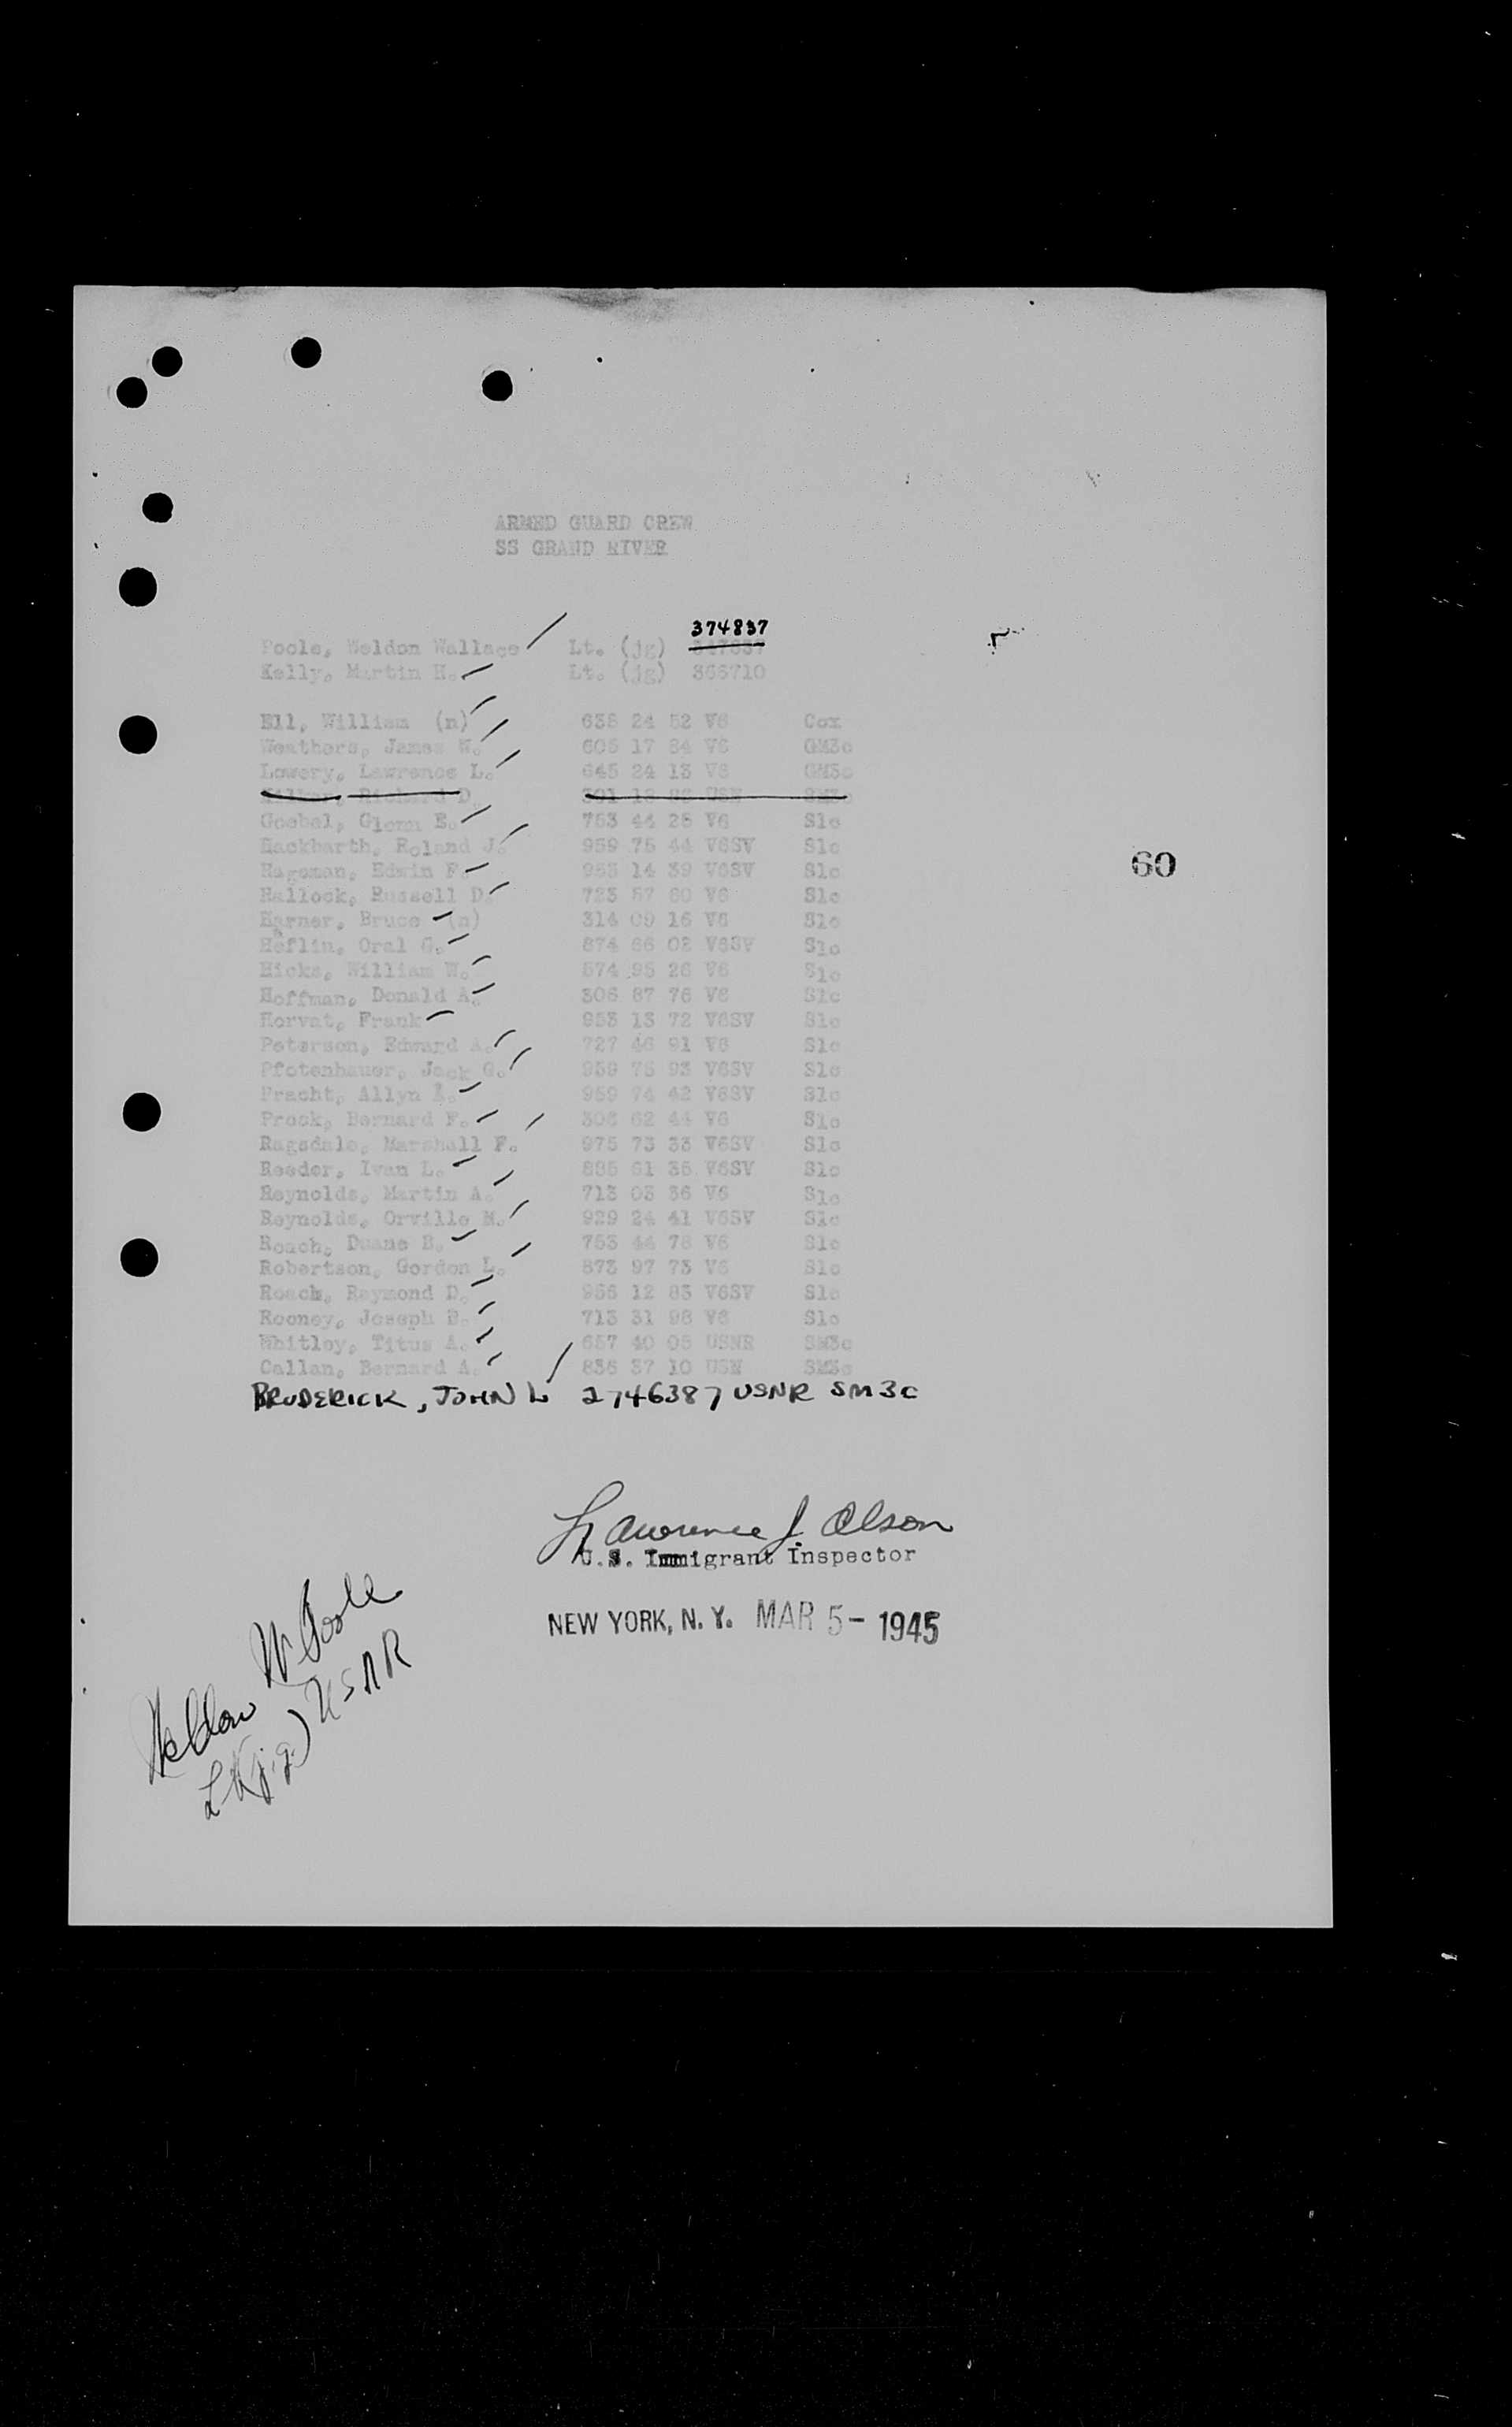 ARMED GUARD CREW
SS GRAND RIVER
374837
Poole, Weldon Wallace Lt. (jg)
Kelly, Martin H. Lt. (jg) 366710
Ell, William (n) 638 24 52 V6 Cox
Weathers, James W. 605 17 84 V6 GM3c
Lowery, Lawrence L. 645 24 13 V6 GM3c
Richard D. USN SM3c
Goebel, Glenn E. 753 44 25 V6 S1c
Hackbarth, Roland J. 959 75 44 V6SV S1c
Hageman, Edwin F. 953 14 39 V6SV S1c
Hallock, Russell D. 723 57 60 V6 S1c
Harner, Bruce (n) 314 09 16 V6 S1c
Heflin, Oral G. 874 66 02 V6SV S1c
Hicks, William W. 574 95 26 V6 S1c
Hoffman, Donald A. 306 87 76 V6 S1c
Horvat, Frank 953 13 72 V6SV S1c
Peterson, Edward A. 727 46 91 V6 S1c
Pfotenhauer, Jack G. 959 75 93 V6SV S1c
Pracht, Allyn 959 74 42 V6SV S1c
Prock, Bernard F. 306 62 44 V6 S1c
Ragsdale, Marshall F. 975 73 33 V6SV S1c
Reeder, Ivan L. 895 61 35 V6SV S1c
Reynolds, Martin A. 713 03 36 V6 S1c
Reynolds, Orville M. 929 24 41 V6SV S1c
Roach, Duane B. 753 44 78 V6 S1c
Robertson, Gordon L. 873 97 73 V6 S1c
Roach, Raymond D. 956 12 83 V6SV S1c
Rooney, Joseph B. 713 31 98 V6 S1c
Whitley, Titus A. 657 40 05 USNR SM3c
Callan, Bernard A. 836 37 10 USN SM3c
BRODERICK, JOHN L 2746387 USNR SM3C
60
Lawrence J. Olson
U.S. Immigrant Inspector
NEW YORK, N.Y. MAR 5- 1945
Weldon W Poole
Lt(j.g.) USNR